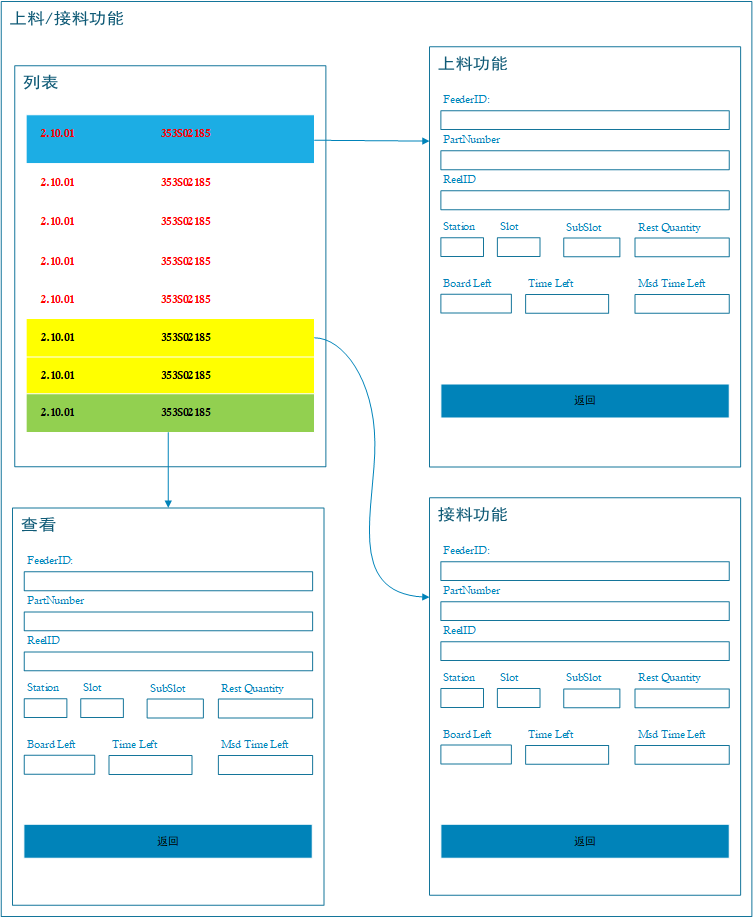 上料/接料功能
列表
2.10.01 353S02185
2.10.01 353S02185
2.10.01 353S02185
2.10.01 353S02185
2.10.01 353S02185
2.10.01 353S02185
2.10.01 353S02185
2.10.01 353S02185
上料功能
FeederID:
PartNumber
ReelID
Station Slot SubSlot Rest Quantity
Board Left Time Left Msd Time Left
返回
查看
FeederID:
PartNumber
ReelID
Station Slot SubSlot Rest Quantity
Board Left Time Left Msd Time Left
返回
接料功能
FeederID:
PartNumber
ReelID
Station Slot SubSlot Rest Quantity
Board Left Time Left Msd Time Left
返回